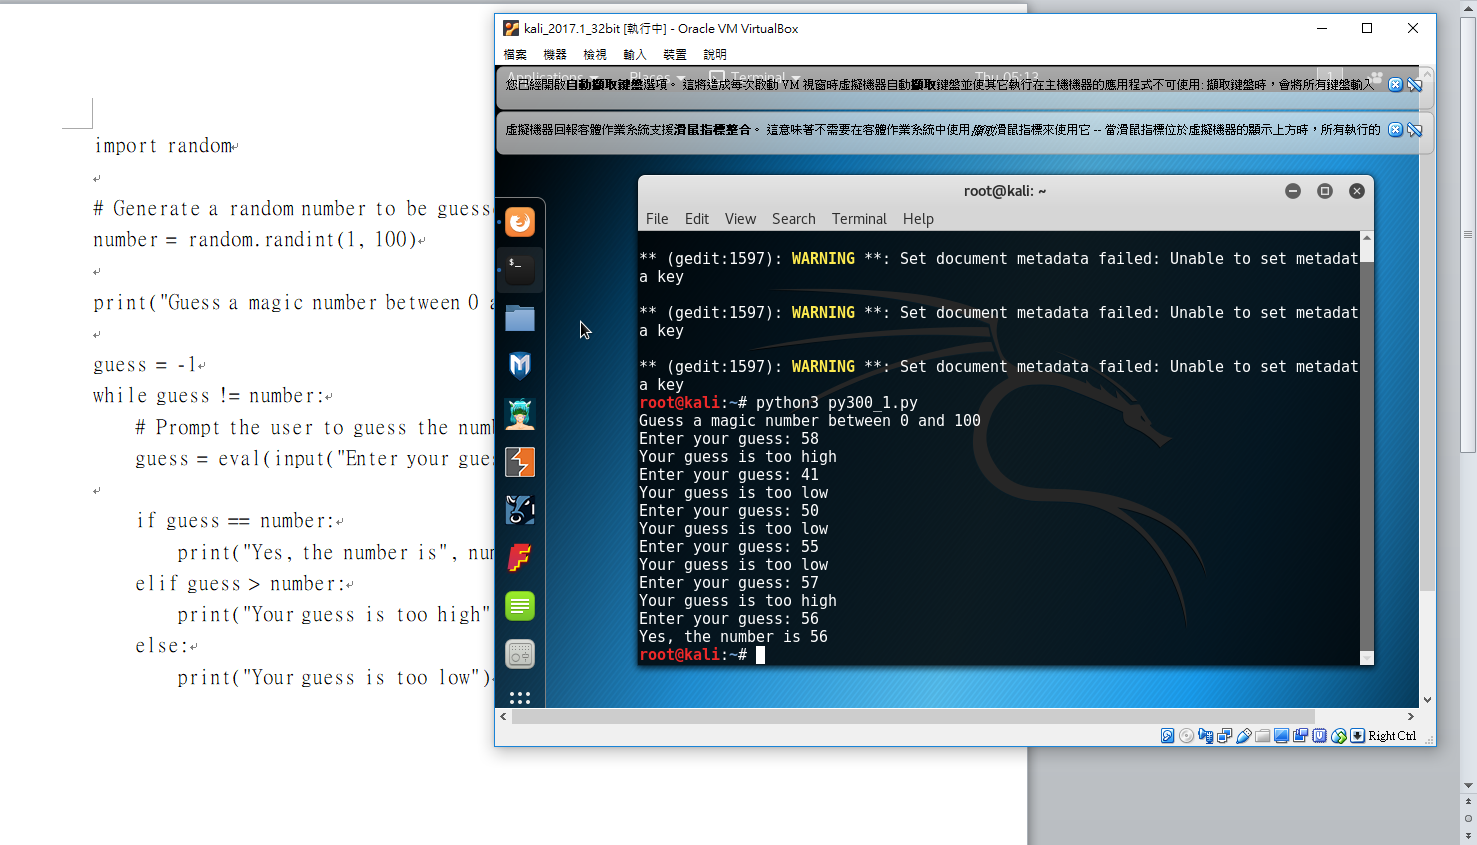 import random
# Generate a random number to be guess
number = random.randint(1, 100)
print("Guess a magic number between 0 a
guess = -1
while guess != number:
# Prompt the user to guess the num
guess = eval(input("Enter your gues
if guess == number:
print("Yes, the number is", num
elif guess > number:
print("Your guess is too high"
else:
print("Your guess is too low")
kali_2017.1_32bit [執行中] - Oracle VM VirtualBox
檔案 機器 檢視 輸入 裝置 說明
Applications Places Terminal Thu 05:13 1
您已經開啟自動擷取鍵盤選項。 這將造成每次啟動 VM 視窗時虛擬機器自動擷取鍵盤並使其它執行在主機機器的應用程式不可使用: 擷取鍵盤時，會將所有鍵盤輸入
虛擬機器回報客體作業系統支援滑鼠指標整合。 這意味著不需要在客體作業系統中使用 擷取滑鼠指標來使用它 -- 當滑鼠指標位於虛擬機器的顯示上方時，所有執行的
root@kali: ~
File Edit View Search Terminal Help
** (gedit:1597): WARNING **: Set document metadata failed: Unable to set metadat
a key
** (gedit:1597): WARNING **: Set document metadata failed: Unable to set metadat
a key
** (gedit:1597): WARNING **: Set document metadata failed: Unable to set metadat
a key
root@kali:~# python3 py300_1.py
Guess a magic number between 0 and 100
Enter your guess: 58
Your guess is too high
Enter your guess: 41
Your guess is too low
Enter your guess: 50
Your guess is too low
Enter your guess: 55
Your guess is too low
Enter your guess: 57
Your guess is too high
Enter your guess: 56
Yes, the number is 56
root@kali:~#
Right Ctrl